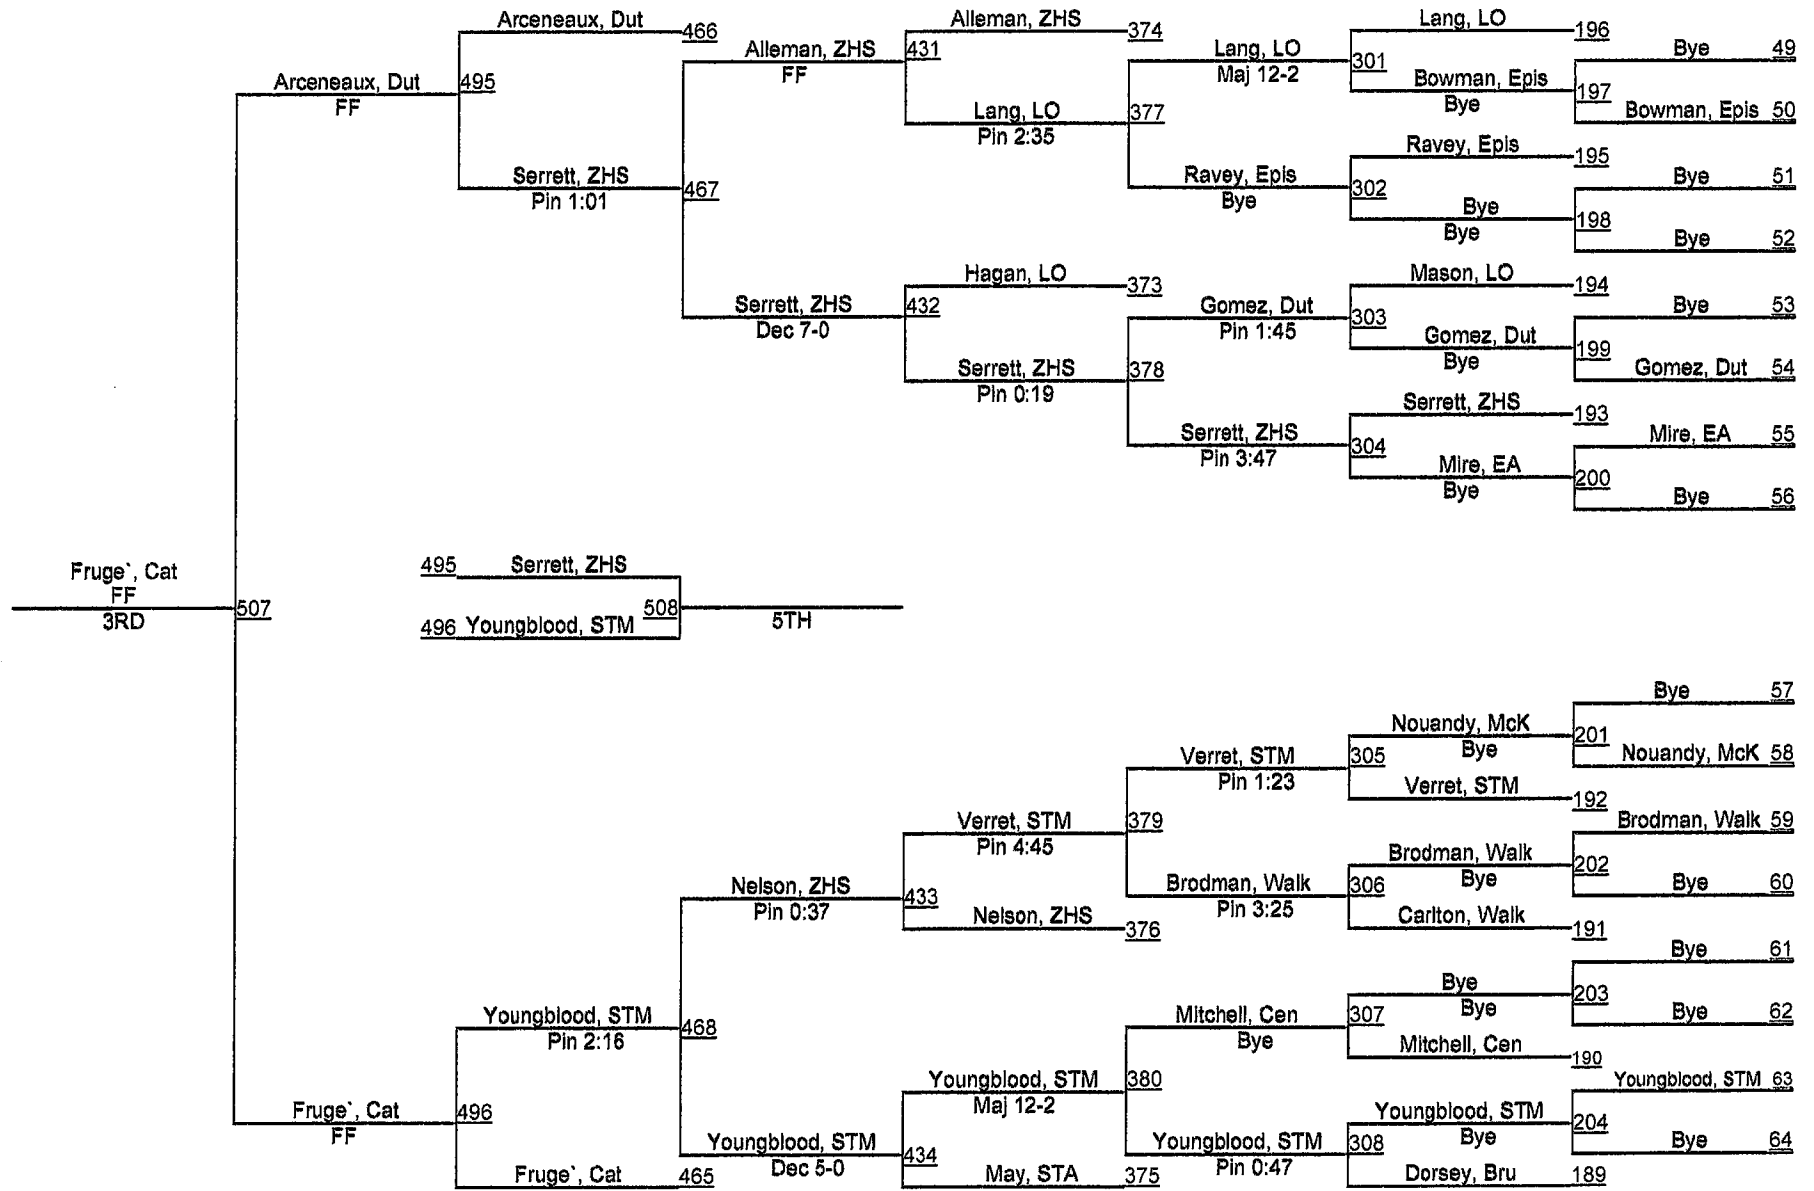 Arceneaux, Dut 466 Alleman, ZHS 374 Lang, LO 196
Alleman, ZHS 431 Lang, LO Bye 49
FF Maj 12-2 301
Arceneaux, Dut 495 Bowman, Epis 197
FF Bye
Lang, LO 377 Bowman, Epis 50
Pin 2:35
Ravey, Epis 195
Serrett, ZHS 467 Ravey, Epis 302 Bye 51
Pin 1:01 Bye
Bye 198
Bye
Bye 52
Hagan, LO 373 Mason, LO 194
Serrett, ZHS 432 Gomez, Dut 303 Bye 53
Dec 7-0 Pin 1:45
Gomez, Dut 199
Bye
Serrett, ZHS 378 Gomez, Dut 54
Pin 0:19
Serrett, ZHS 193
Serrett, ZHS 304 Mire, EA 55
Pin 3:47
Mire, EA 200
Bye
Bye 56
495 Serrett, ZHS
Fruge`, Cat
FF
507 508
3RD 5TH
496 Youngblood, STM
Bye 57
Nouandy, McK 201
Bye
Verret, STM 305 Nouandy, McK 58
Pin 1:23
Verret, STM 192
Verret, STM 379 Brodman, Walk 59
Pin 4:45
Brodman, Walk 202
Bye
Nelson, ZHS 433 Brodman, Walk 306 Bye 60
Pin 0:37 Pin 3:25
Nelson, ZHS 376 Carlton, Walk 191
Bye 61
Bye 203
Bye
Youngblood, STM 468 Mitchell, Cen 307 Bye 62
Pin 2:16 Bye
Mitchell, Cen 190
Youngblood, STM 380 Youngblood, STM 63
Maj 12-2
Fruge`, Cat 496 Youngblood, STM 204
FF Bye
Youngblood, STM 434 Youngblood, STM 308 Bye 64
Dec 5-0 Pin 0:47
Fruge`, Cat 465 May, STA 375 Dorsey, Bru 189